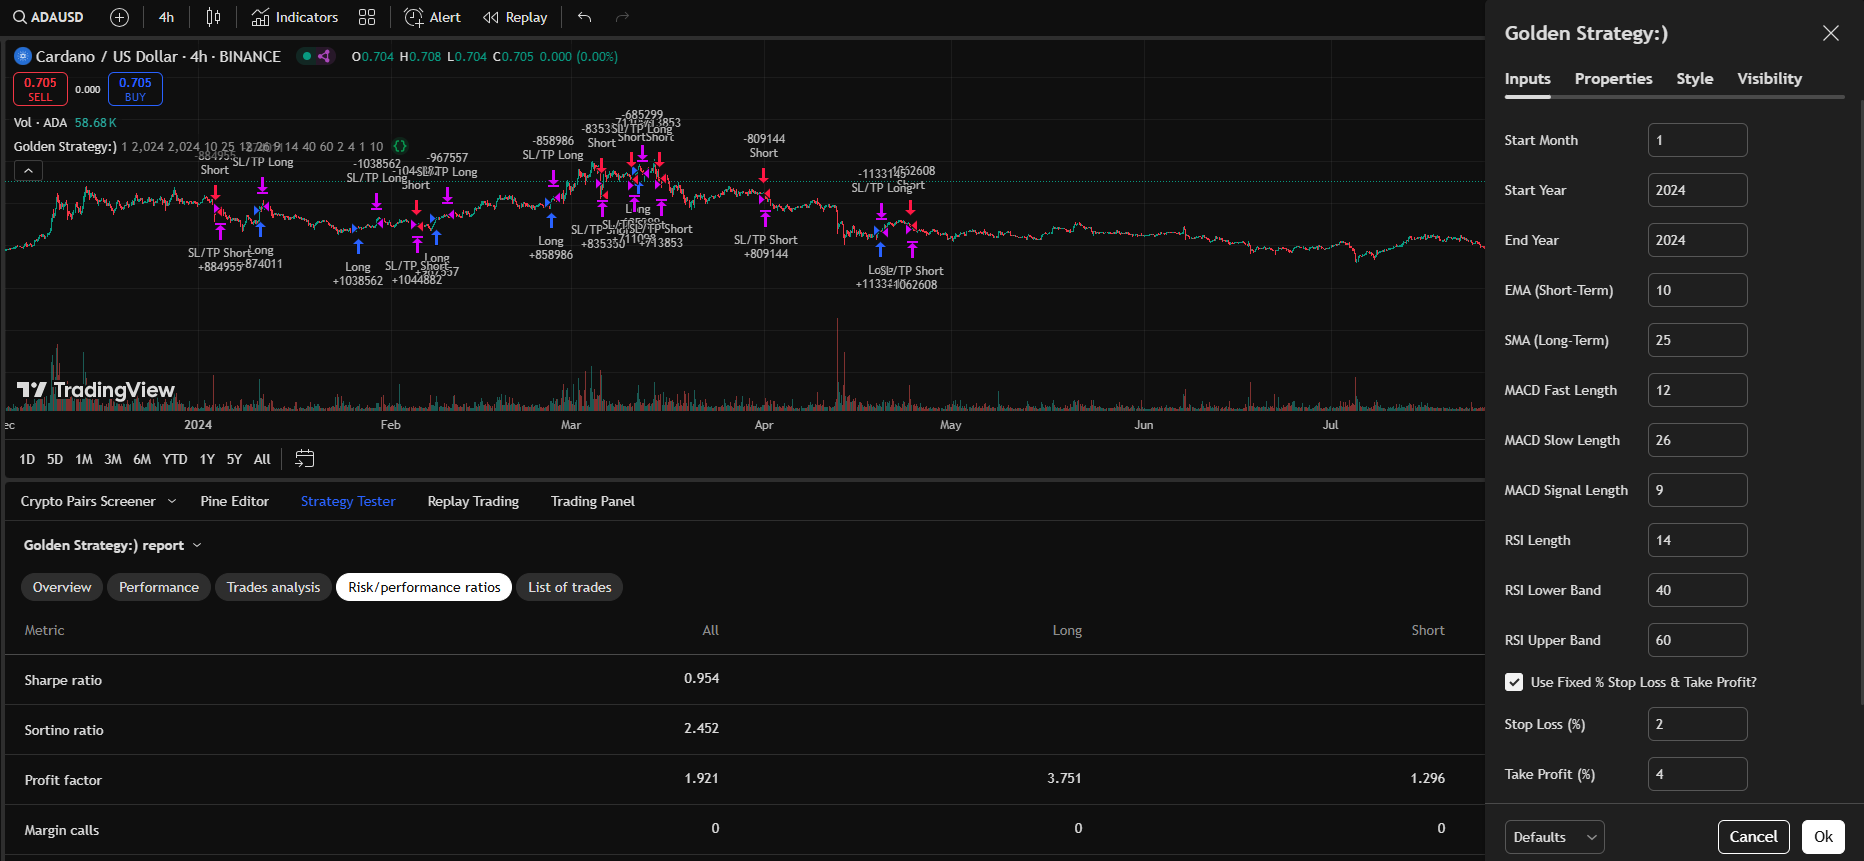 ADAUSD
4h
Indicators
Alert
Replay
Cardano / US Dollar · 4h · BINANCE
O0.704 H0.708 L0.704 C0.705 0.000 (0.00%)
0.705
SELL
0.000
0.705
BUY
Vol · ADA 58.68 K
Golden Strategy:) 1 2,024 2,024 10 25 12 26 9 14 40 60 2 4 1 10
-884955
Short
SL/TP Long
SL/TP Short
+884955
Long
+874011
-1038562
SL/TP Long
Short
-967557
SL/TP Long
Long
+1038562
SL/TP Short
+1044882
Long
-858986
SL/TP Long
Long
+858986
Short
-685299
SL/TP Long
Short
Short
Long
SL/TP Short
+835350
+713853
-809144
Short
SL/TP Short
+809144
-1133145
SL/TP Long
-1062608
Short
SL/TP Short
TradingView
2024
Feb
Mar
Apr
May
Jun
Jul
1D 5D 1M 3M 6M YTD 1Y 5Y All
Crypto Pairs Screener
Pine Editor
Strategy Tester
Replay Trading
Trading Panel
Golden Strategy:) report
Overview
Performance
Trades analysis
Risk/performance ratios
List of trades
Metric All Long Short
Sharpe ratio 0.954
Sortino ratio 2.452
Profit factor 1.921 3.751 1.296
Margin calls 0 0 0
Golden Strategy:)
Inputs Properties Style Visibility
Start Month 1
Start Year 2024
End Year 2024
EMA (Short-Term) 10
SMA (Long-Term) 25
MACD Fast Length 12
MACD Slow Length 26
MACD Signal Length 9
RSI Length 14
RSI Lower Band 40
RSI Upper Band 60
Use Fixed % Stop Loss & Take Profit?
Stop Loss (%) 2
Take Profit (%) 4
Defaults
Cancel
Ok